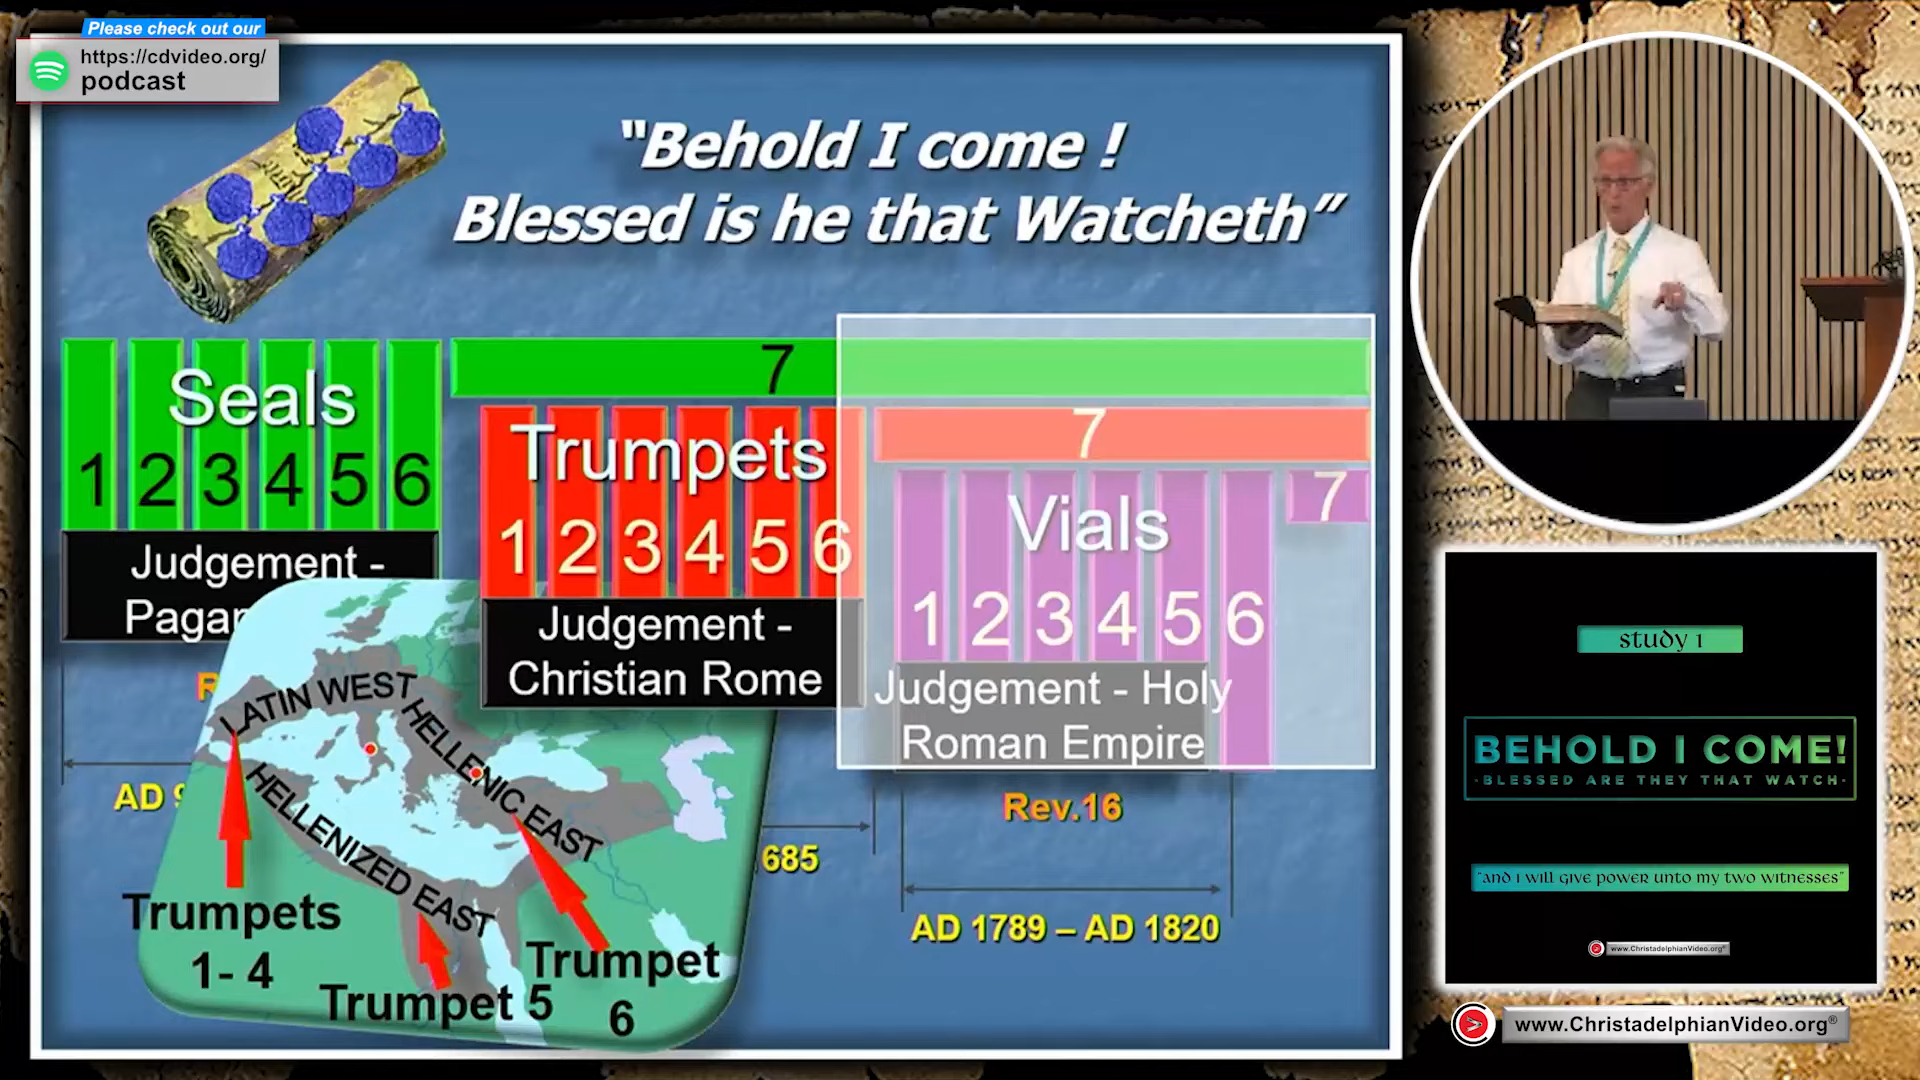 Please check out our
https://cdvideo.org/
podcast
“Behold I come !
Blessed is he that Watcheth”
Seals
1 2 3 4 5 6
7
Judgement -
Pagan
Trumpets
1 2 3 4 5 6
7
Judgement -
Christian Rome
Vials
1 2 3 4 5 6
7
Judgement - Holy
Roman Empire
Rev.16
AD 1789 – AD 1820
AD 9
685
LATIN WEST
HELLENIC EAST
HELLENIZED EAST
Trumpets
1- 4
Trumpet 5
Trumpet
6
study 1
BEHOLD I COME!
·BLESSED ARE THEY THAT WATCH·
"and i will give power unto my two witnesses"
www.ChristadelphianVideo.org®
www.ChristadelphianVideo.org®